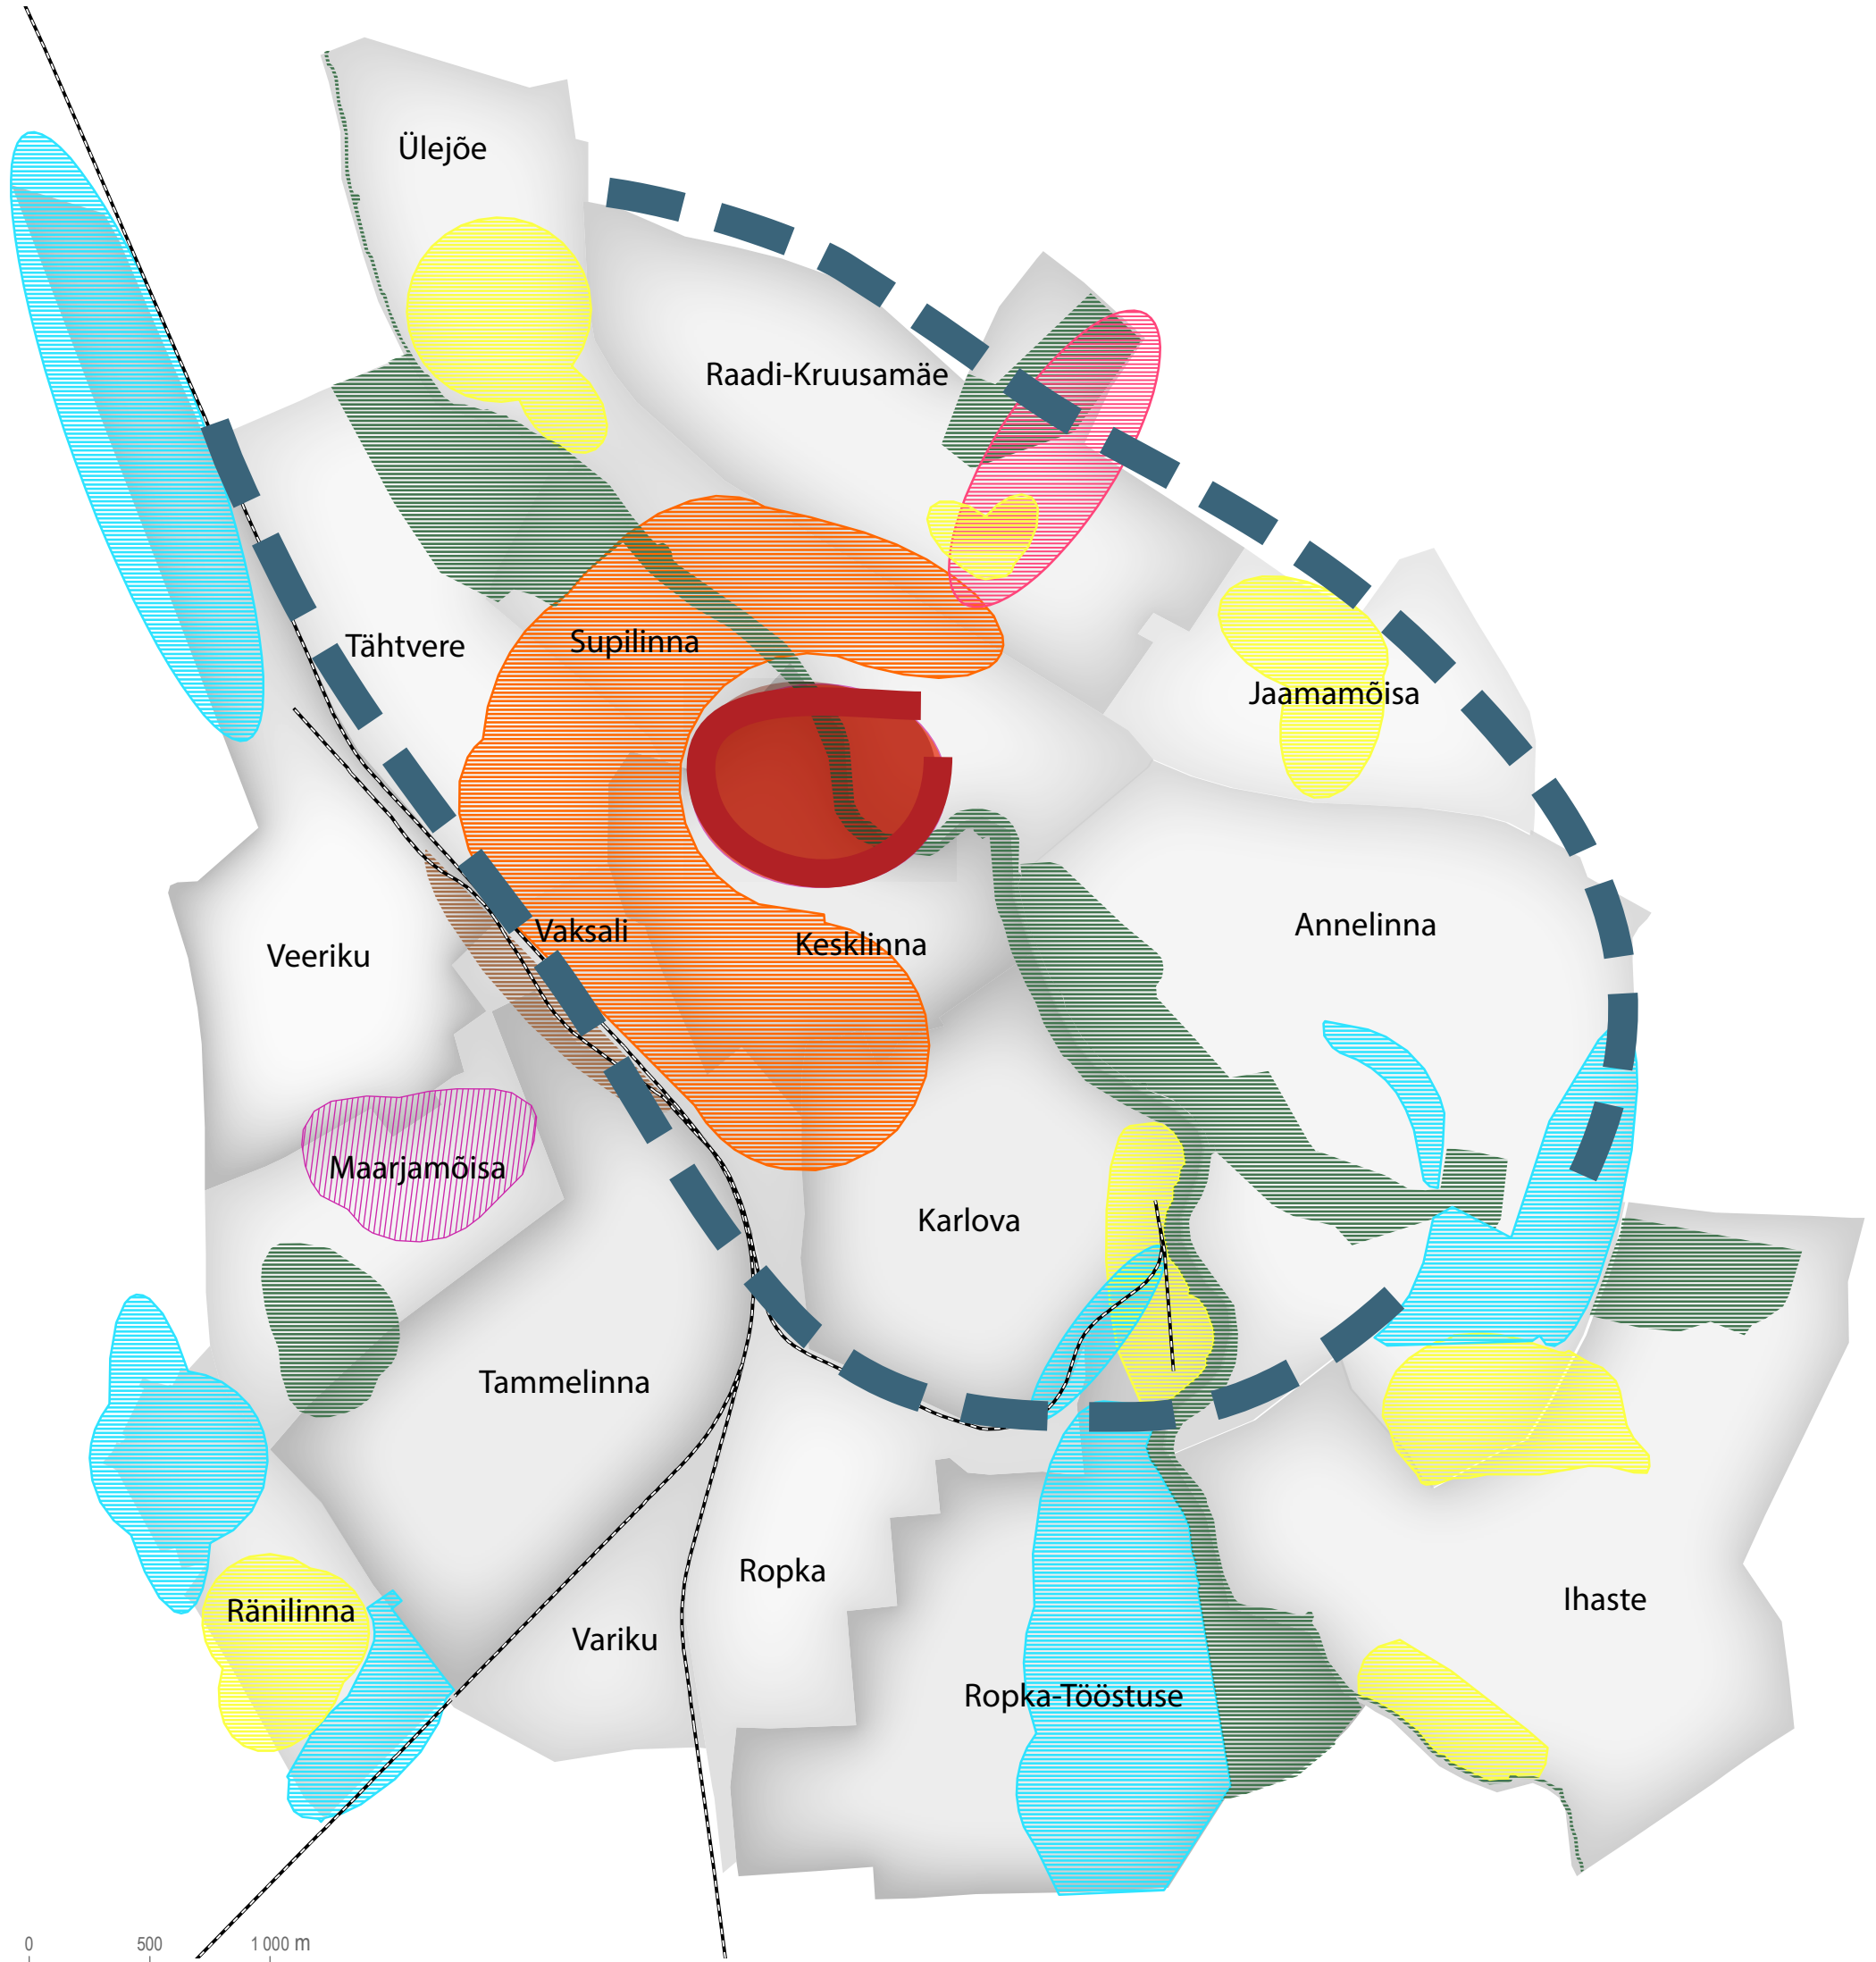 Ülejõe
Raadi-Kruusamäe
Tähtvere
Supilinna
Jaamamõisa
Vaksali
Kesklinna
Annelinna
Veeriku
Maarjamõisa
Karlova
Tammelinna
Ropka
Ihaste
Ränilinna
Variku
Ropka-Tööstuse
0 500 1 000 m